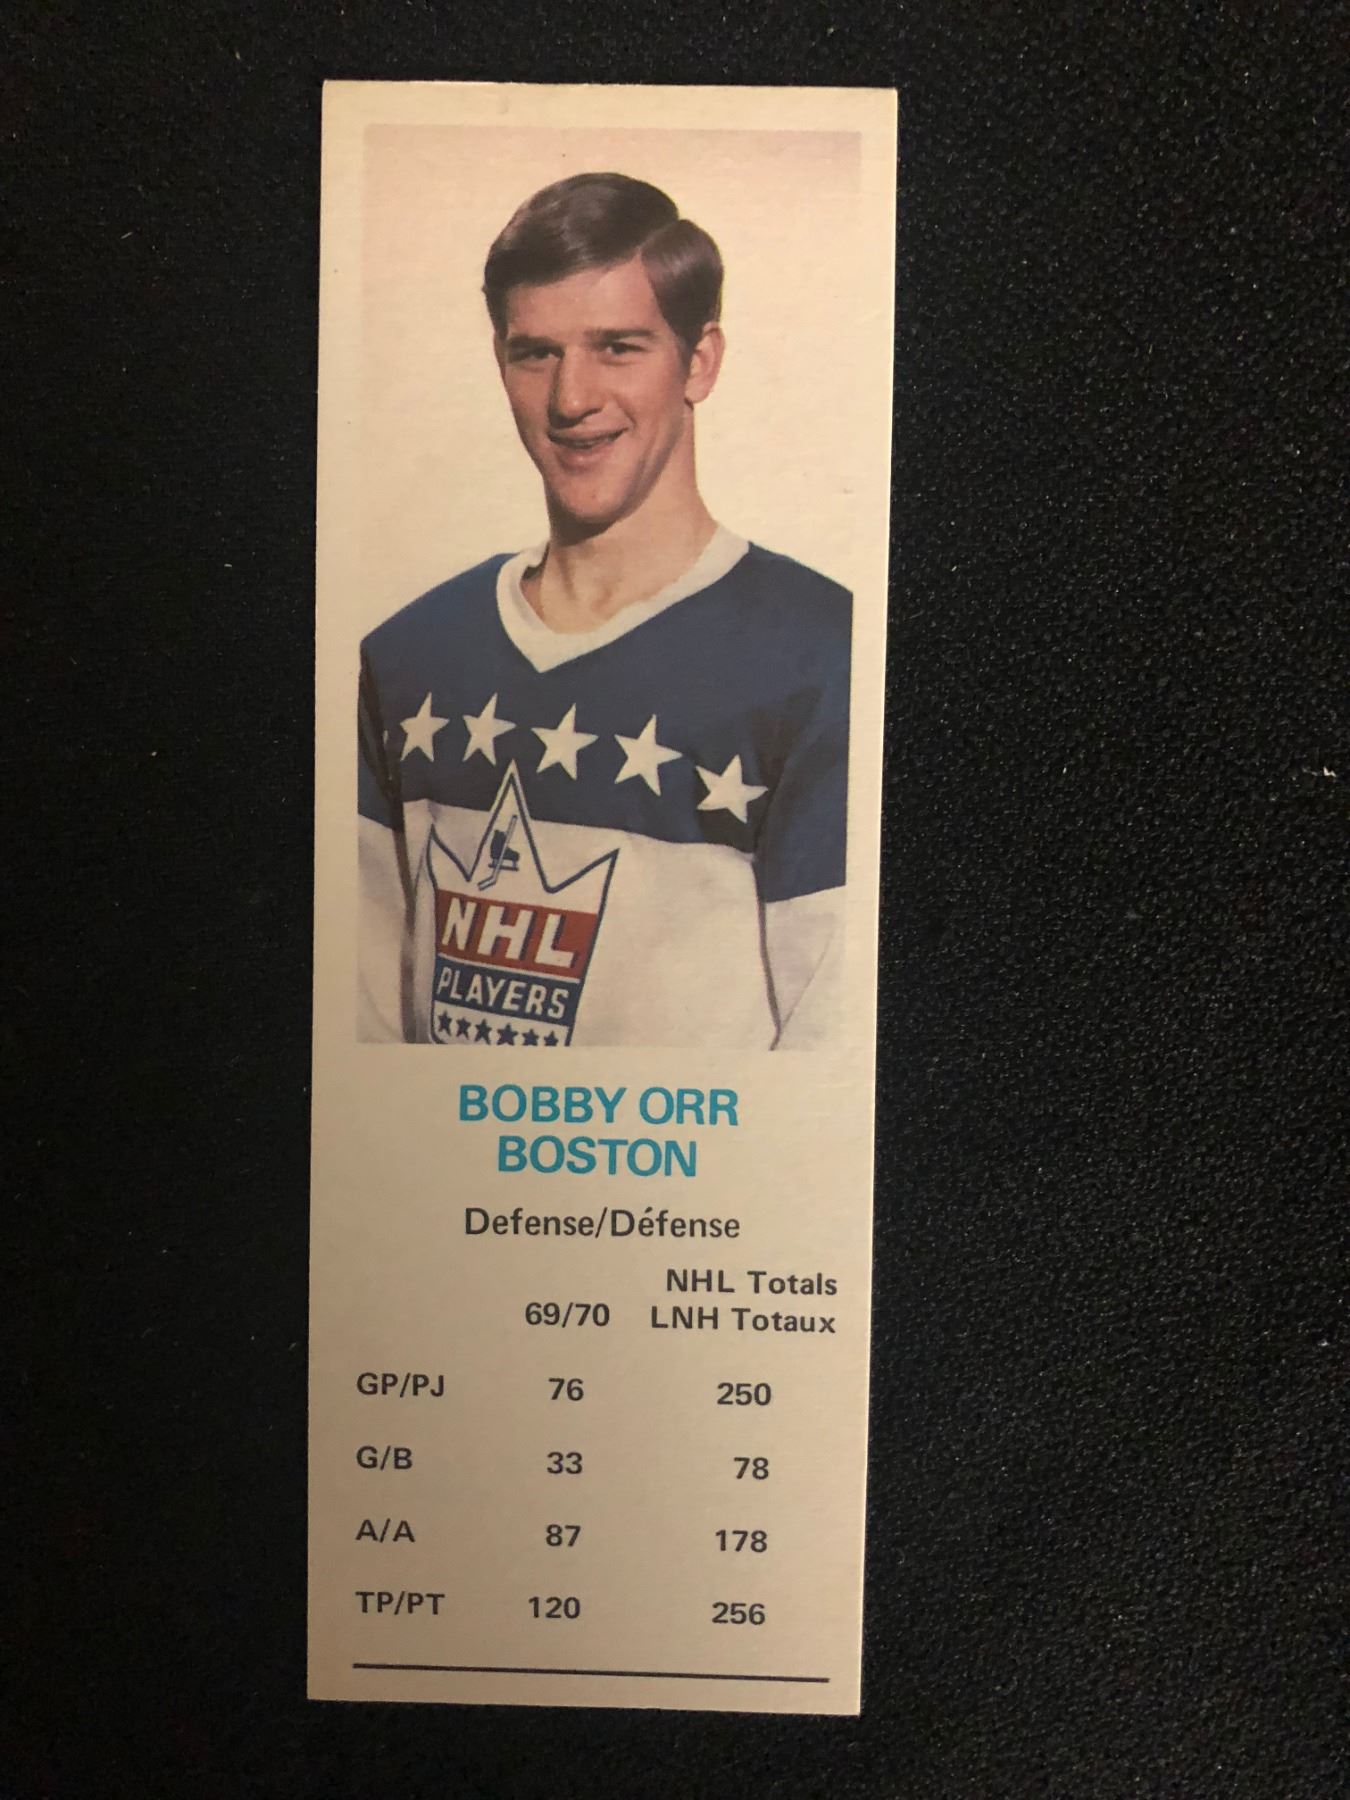 NHL
PLAYERS
BOBBY ORR
BOSTON
Defense/Défense
NHL Totals
69/70 LNH Totaux
GP/PJ 76 250
G/B 33 78
A/A 87 178
TP/PT 120 256